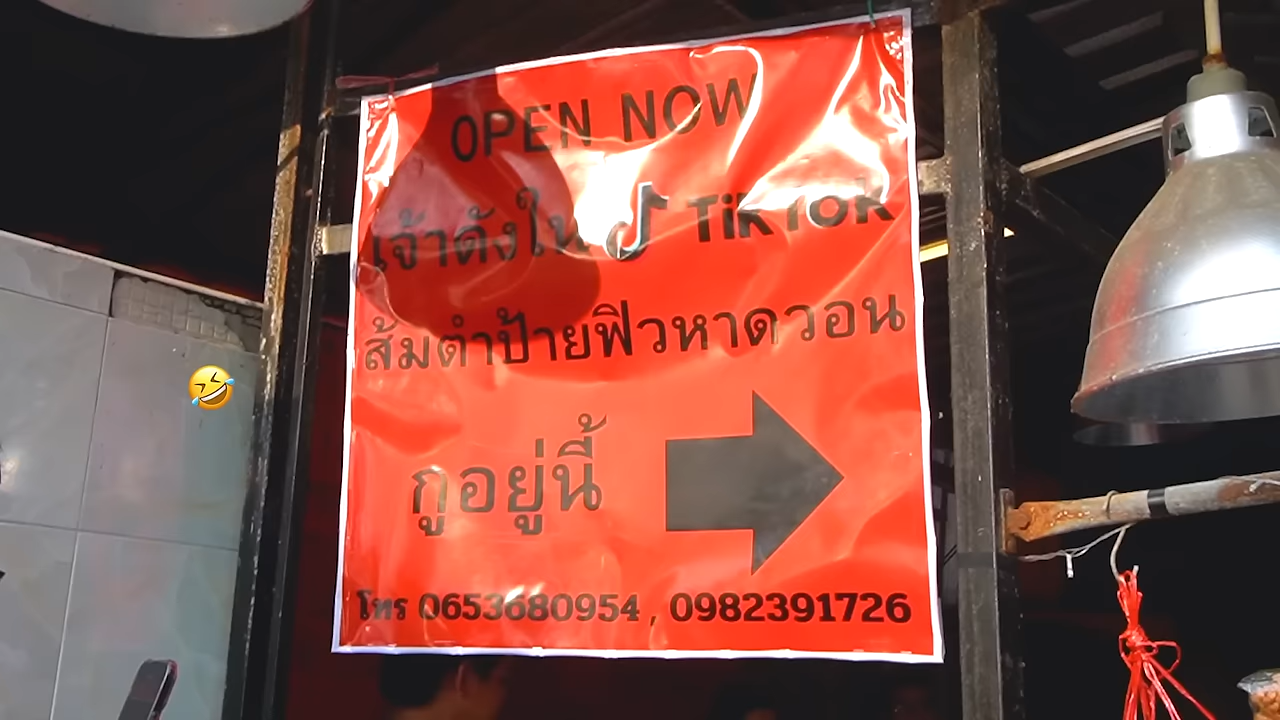 OPEN NOW
เจ้าดังใน TikTok
ส้มตำป้ายฟิวหาดวอน
กูอยู่นี้
โทร 0653680954 , 0982391726